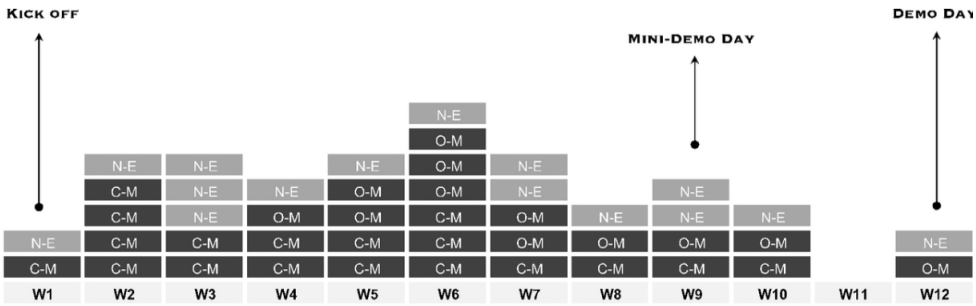 KICK OFF
DEMO DAY
MINI-DEMO DAY
N-E
O-M
N-E N-E N-E O-M N-E
C-M N-E N-E O-M O-M N-E N-E
C-M N-E O-M O-M O-M O-M N-E N-E N-E
N-E C-M C-M C-M C-M C-M O-M O-M O-M O-M N-E
C-M C-M C-M C-M C-M C-M C-M C-M C-M C-M O-M
W1 W2 W3 W4 W5 W6 W7 W8 W9 W10 W11 W12